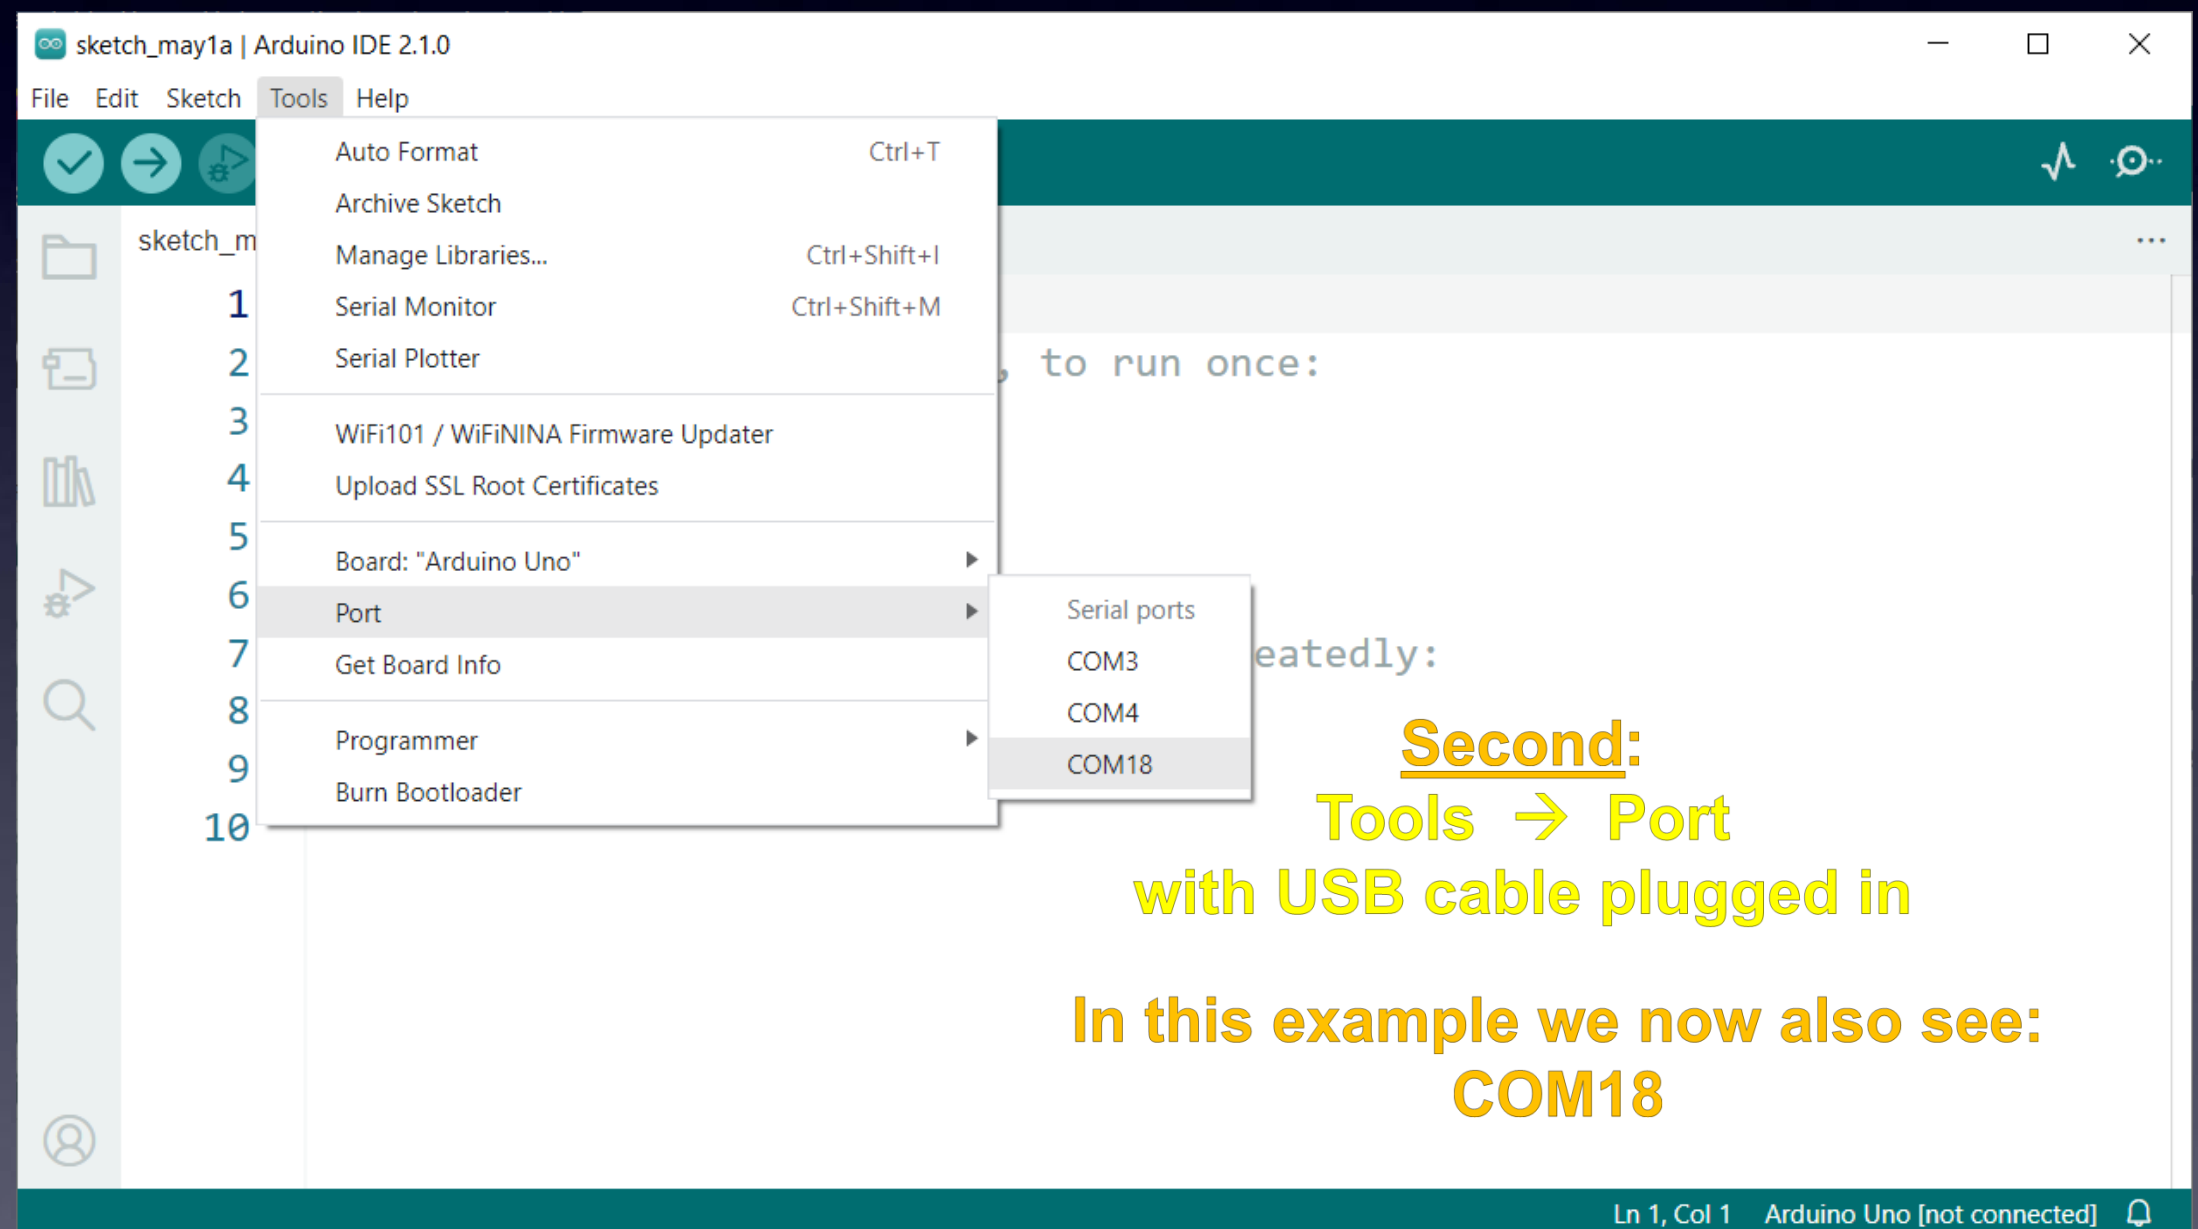 sketch_may1a | Arduino IDE 2.1.0
File Edit Sketch Tools Help
Auto Format Ctrl+T
Archive Sketch
Manage Libraries... Ctrl+Shift+I
Serial Monitor Ctrl+Shift+M
Serial Plotter
WiFi101 / WiFiNINA Firmware Updater
Upload SSL Root Certificates
Board: "Arduino Uno"
Port
Get Board Info
Programmer
Burn Bootloader
Serial ports
COM3
COM4
COM18
sketch_m
...
1
2 , to run once:
3
4
5
6
7 eatedly:
8
9
10
Second:
Tools → Port
with USB cable plugged in
In this example we now also see:
COM18
Ln 1, Col 1 Arduino Uno [not connected]